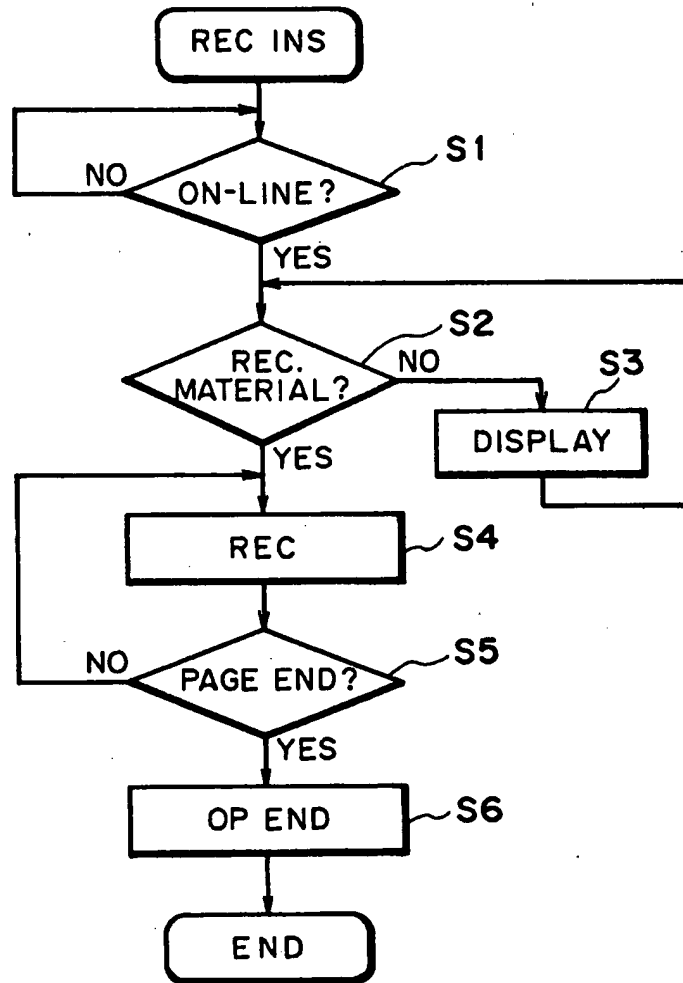 REC INS
S1
NO
ON-LINE?
YES
S2
REC.
MATERIAL?
NO
S3
DISPLAY
YES
REC
S4
S5
NO
PAGE END?
YES
OP END
S6
END